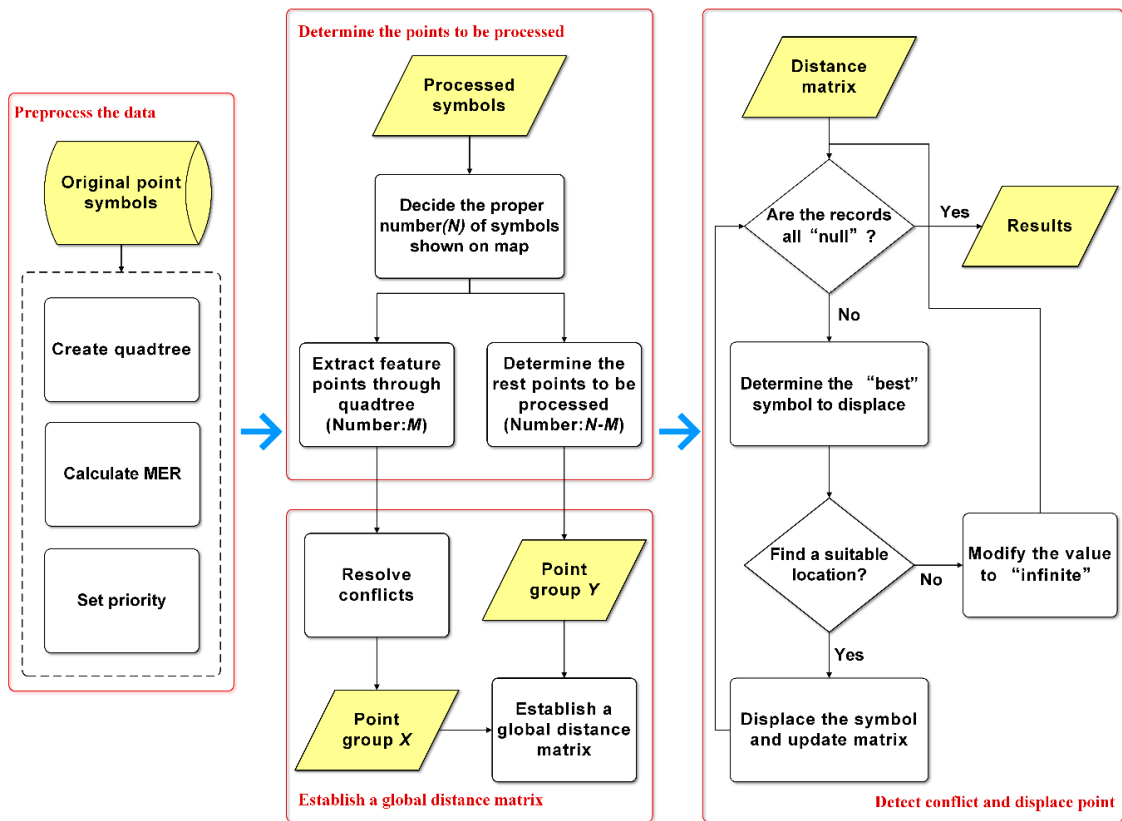 Preprocess the data
Original point
symbols
Create quadtree
Calculate MER
Set priority
Determine the points to be processed
Processed
symbols
Decide the proper
number(N) of symbols
shown on map
Extract feature
points through
quadtree
(Number:M)
Determine the
rest points to be
processed
(Number:N-M)
Resolve
conflicts
Point
group X
Point
group Y
Establish a
global distance
matrix
Establish a global distance matrix
Distance
matrix
Are the records
all “null” ?
Yes
Results
No
Determine the “best”
symbol to displace
Find a suitable
location?
No
Modify the value
to “infinite”
Yes
Displace the symbol
and update matrix
Detect conflict and displace point